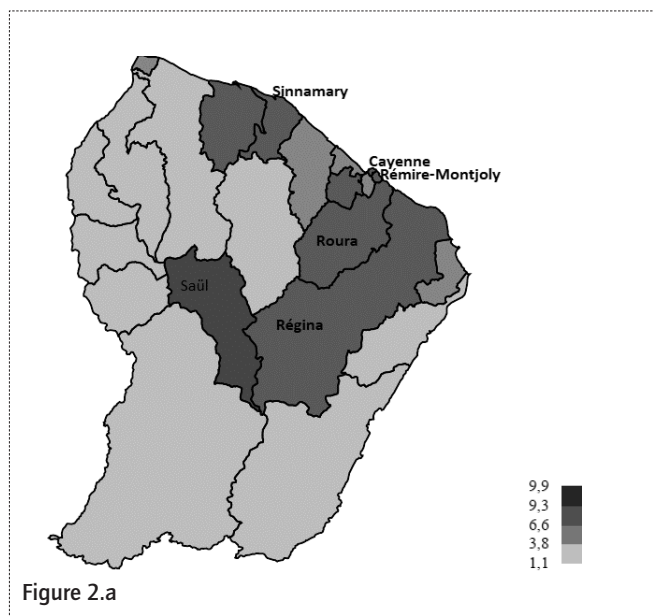 Sinnamary
Cayenne
Rémire-Montjoly
Roura
Saül
Régina
9,9
9,3
6,6
3,8
1,1
Figure 2.a